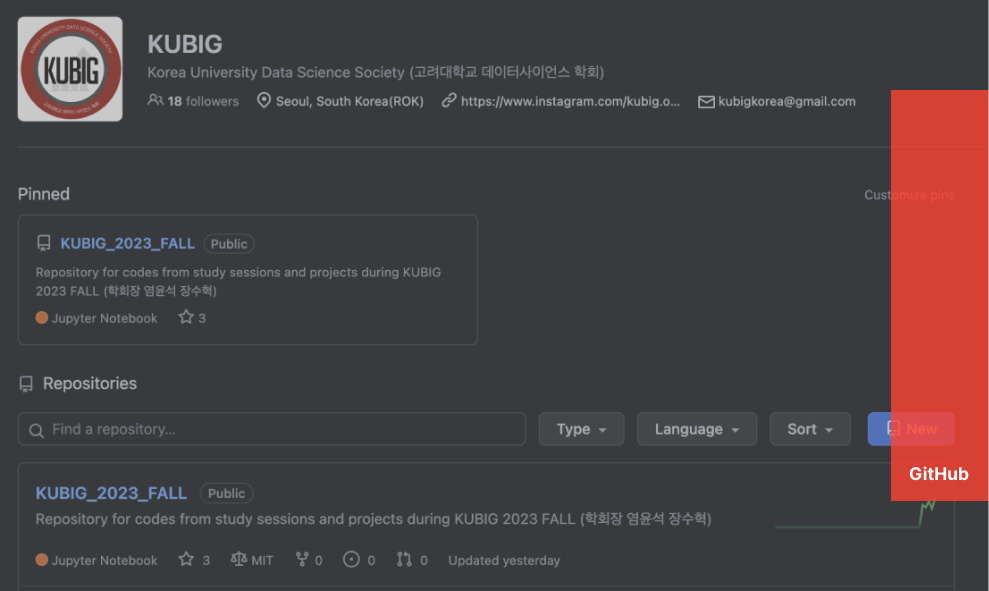 KUBIG
KOREA UNIVERSITY DATA SCIENCE SOCIETY
KUBIG
Korea University Data Science Society (고려대학교 데이터사이언스 학회)
18 followers Seoul, South Korea(ROK) https://www.instagram.com/kubig.o... kubigkorea@gmail.com
Pinned
Customize pins
KUBIG_2023_FALL Public
Repository for codes from study sessions and projects during KUBIG
2023 FALL (학회장 염윤석 장수혁)
Jupyter Notebook 3
Repositories
Find a repository... Type Language Sort New
GitHub
KUBIG_2023_FALL Public
Repository for codes from study sessions and projects during KUBIG 2023 FALL (학회장 염윤석 장수혁)
Jupyter Notebook 3 MIT 0 0 0 Updated yesterday